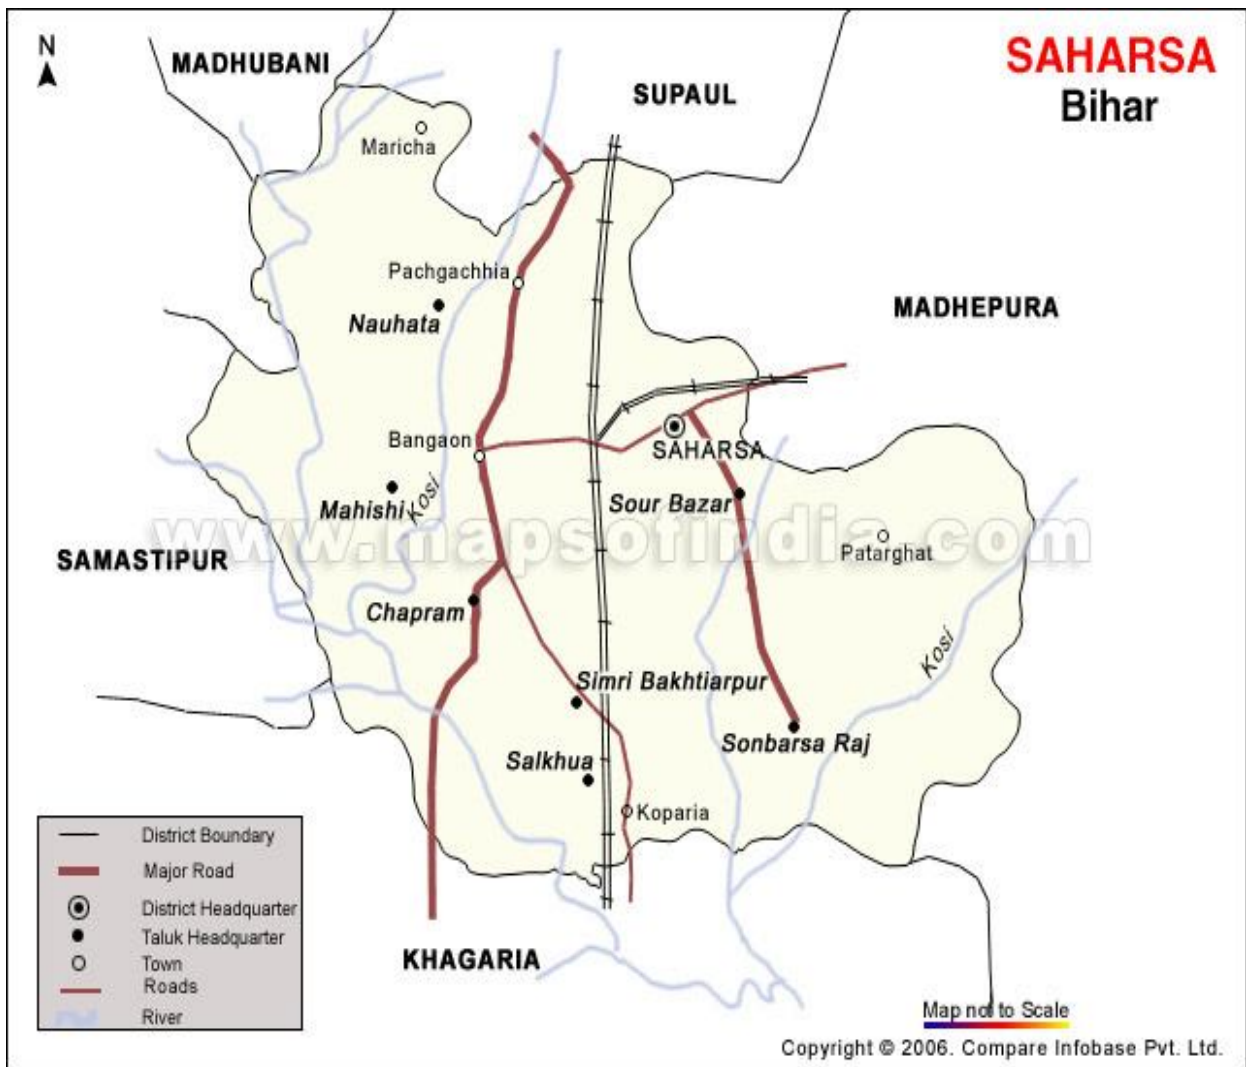 N
MADHUBANI
SAHARSA
Bihar
SUPAUL
Maricha
Pachgachhia
Nauhata
MADHEPURA
Bangaon
SAHARSA
Mahishi
Kosi
Sour Bazar
www.mapsofindia.com
Patarghat
SAMASTIPUR
Chapram
Kosi
Simri Bakhtiarpur
Sonbarsa Raj
Salkhua
Koparia
District Boundary
Major Road
District Headquarter
Taluk Headquarter
Town
Roads
River
KHAGARIA
Map not to Scale
Copyright © 2006. Compare Infobase Pvt. Ltd.